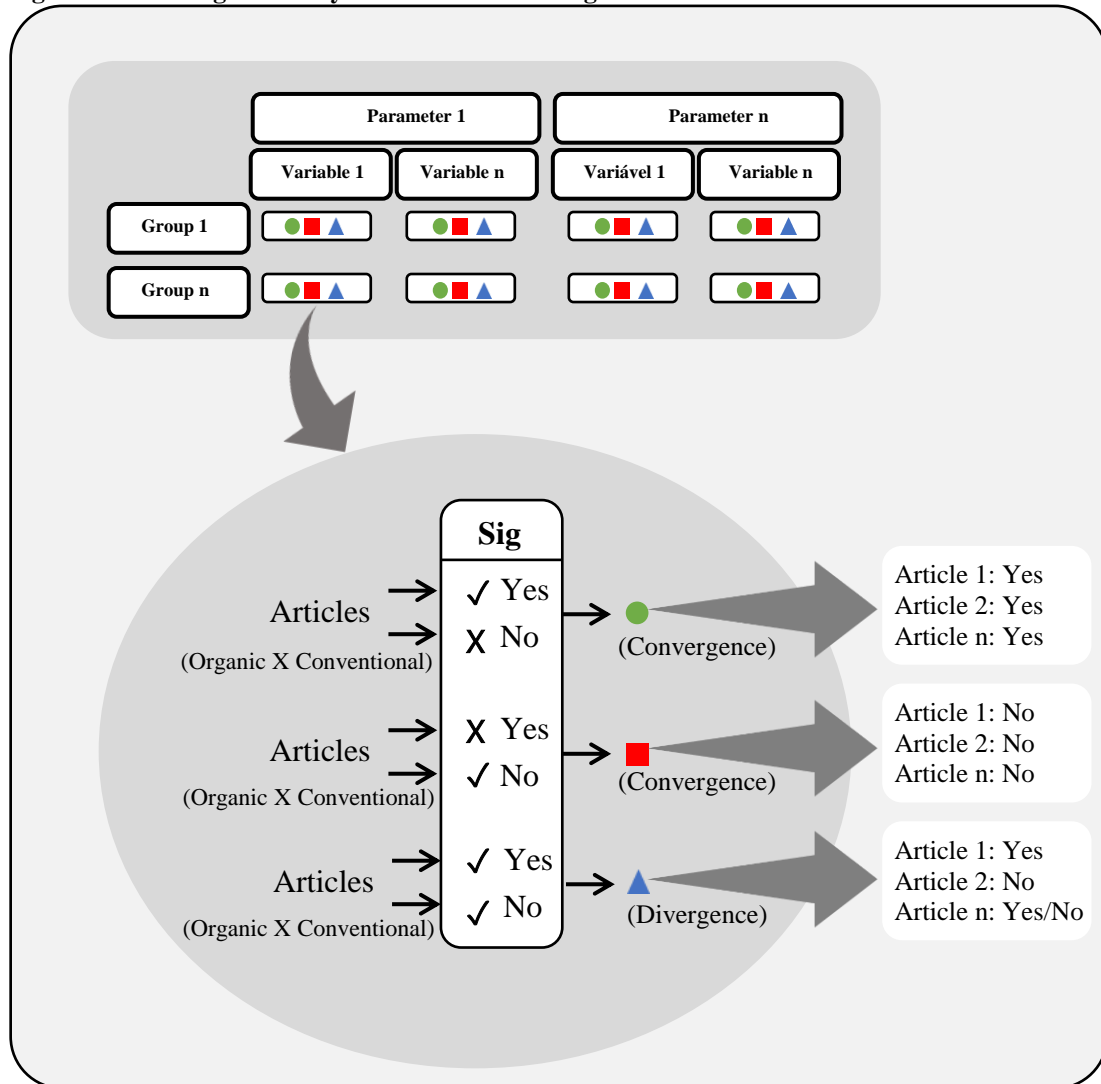 Parameter 1 Parameter n
Variable 1 Variable n Variável 1 Variable n
Group 1
Group n
Sig
Articles
(Organic X Conventional)
✓ Yes
X No
(Convergence)
Article 1: Yes
Article 2: Yes
Article n: Yes
Articles
(Organic X Conventional)
X Yes
✓ No
(Convergence)
Article 1: No
Article 2: No
Article n: No
Articles
(Organic X Conventional)
✓ Yes
✓ No
(Divergence)
Article 1: Yes
Article 2: No
Article n: Yes/No